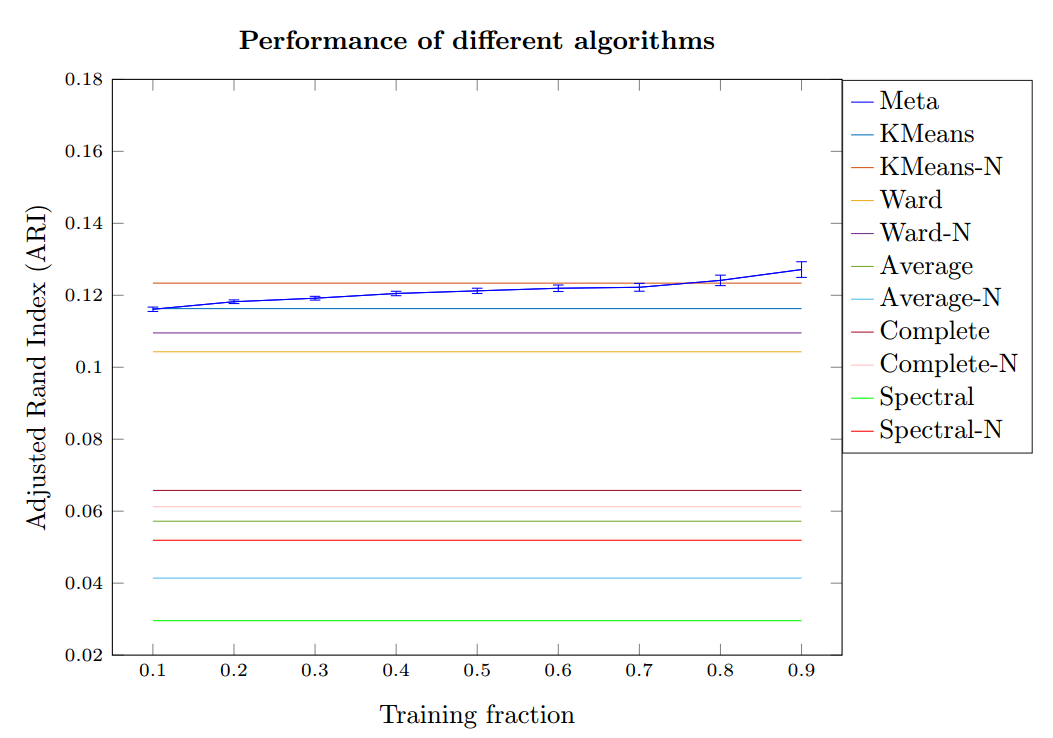 Performance of different algorithms
0.18
0.16
0.14
0.12
0.1
0.08
0.06
0.04
0.02
Adjusted Rand Index (ARI)
0.1 0.2 0.3 0.4 0.5 0.6 0.7 0.8 0.9
Training fraction
Meta
KMeans
KMeans-N
Ward
Ward-N
Average
Average-N
Complete
Complete-N
Spectral
Spectral-N